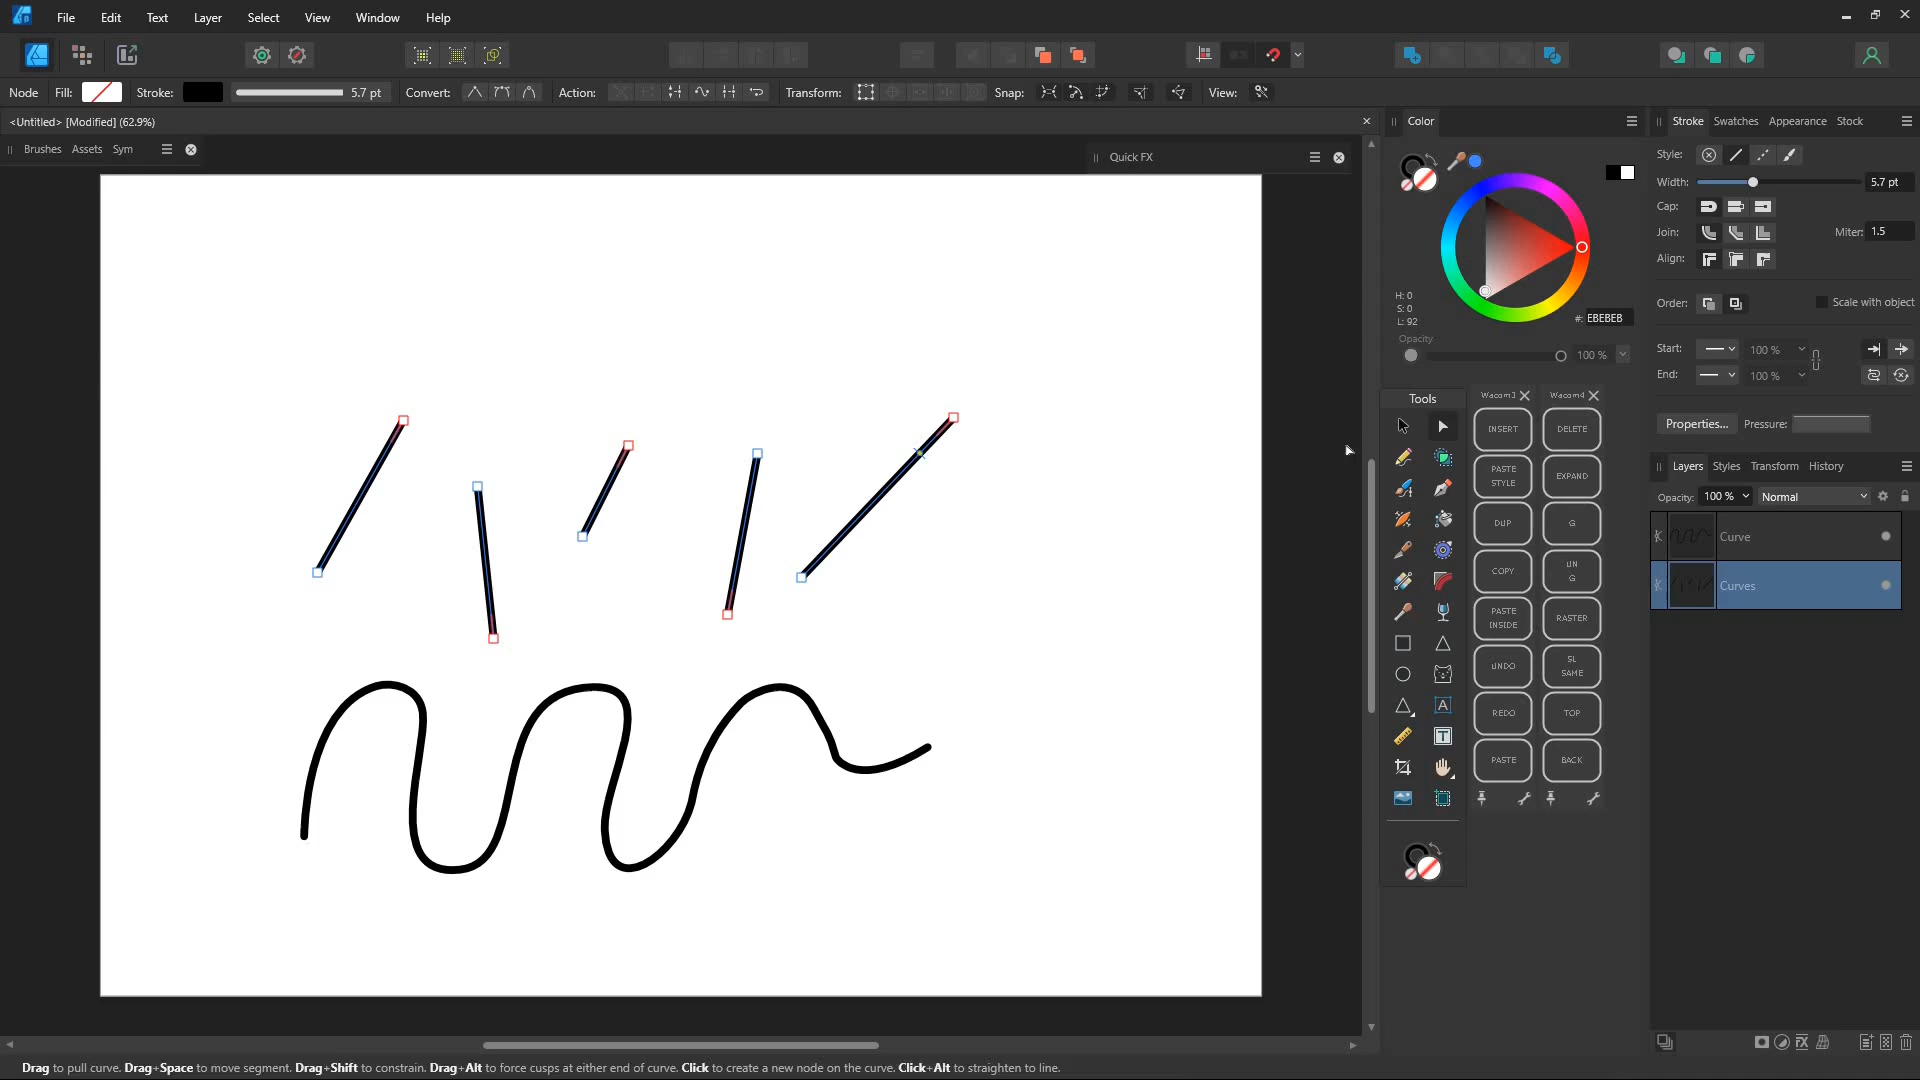 File Edit Text Layer Select View Window Help
Node Fill: Stroke: 5.7 pt Convert: Action: Transform: Snap: View:
<Untitled> [Modified] (62.9%)
Brushes Assets Sym
Quick FX
Color
H: 0
S: 0
L: 92
#: EBEBEB
Opacity
100 %
Stroke Swatches Appearance Stock
Style:
Width: 5.7 pt
Cap:
Join: Miter: 1.5
Align:
Order: Scale with object
Start: 100 %
End: 100 %
Properties... Pressure:
Tools
A
T
INSERT
PASTE
STYLE
DUP
COPY
PASTE
INSIDE
UNDO
REDO
PASTE
DELETE
EXPAND
G
UN
G
RASTER
SL
SAME
TOP
BACK
Layers Styles Transform History
Opacity: 100 % Normal
Curve
Curves
Drag to pull curve. Drag+Space to move segment. Drag+Shift to constrain. Drag+Alt to force cusps at either end of curve. Click to create a new node on the curve. Click+Alt to straighten to line.